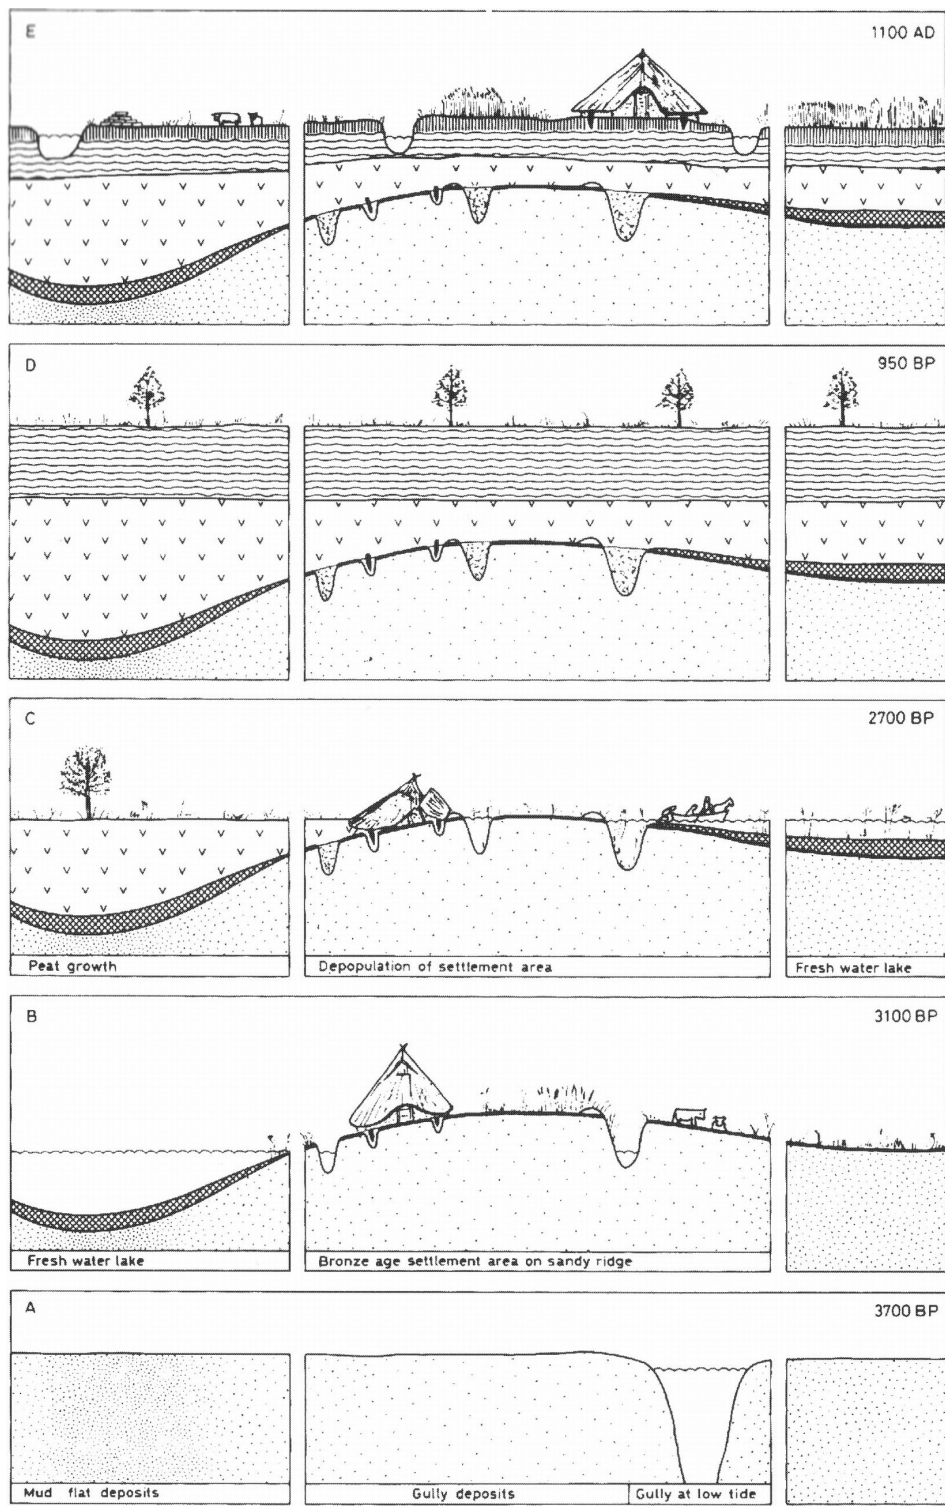 E 1100 AD
D 950 BP
C 2700 BP
Peat growth Depopulation of settlement area Fresh water lake
B 3100 BP
Fresh water lake Bronze age settlement area on sandy ridge
A 3700 BP
Mud flat deposits Gully deposits Gully at low tide